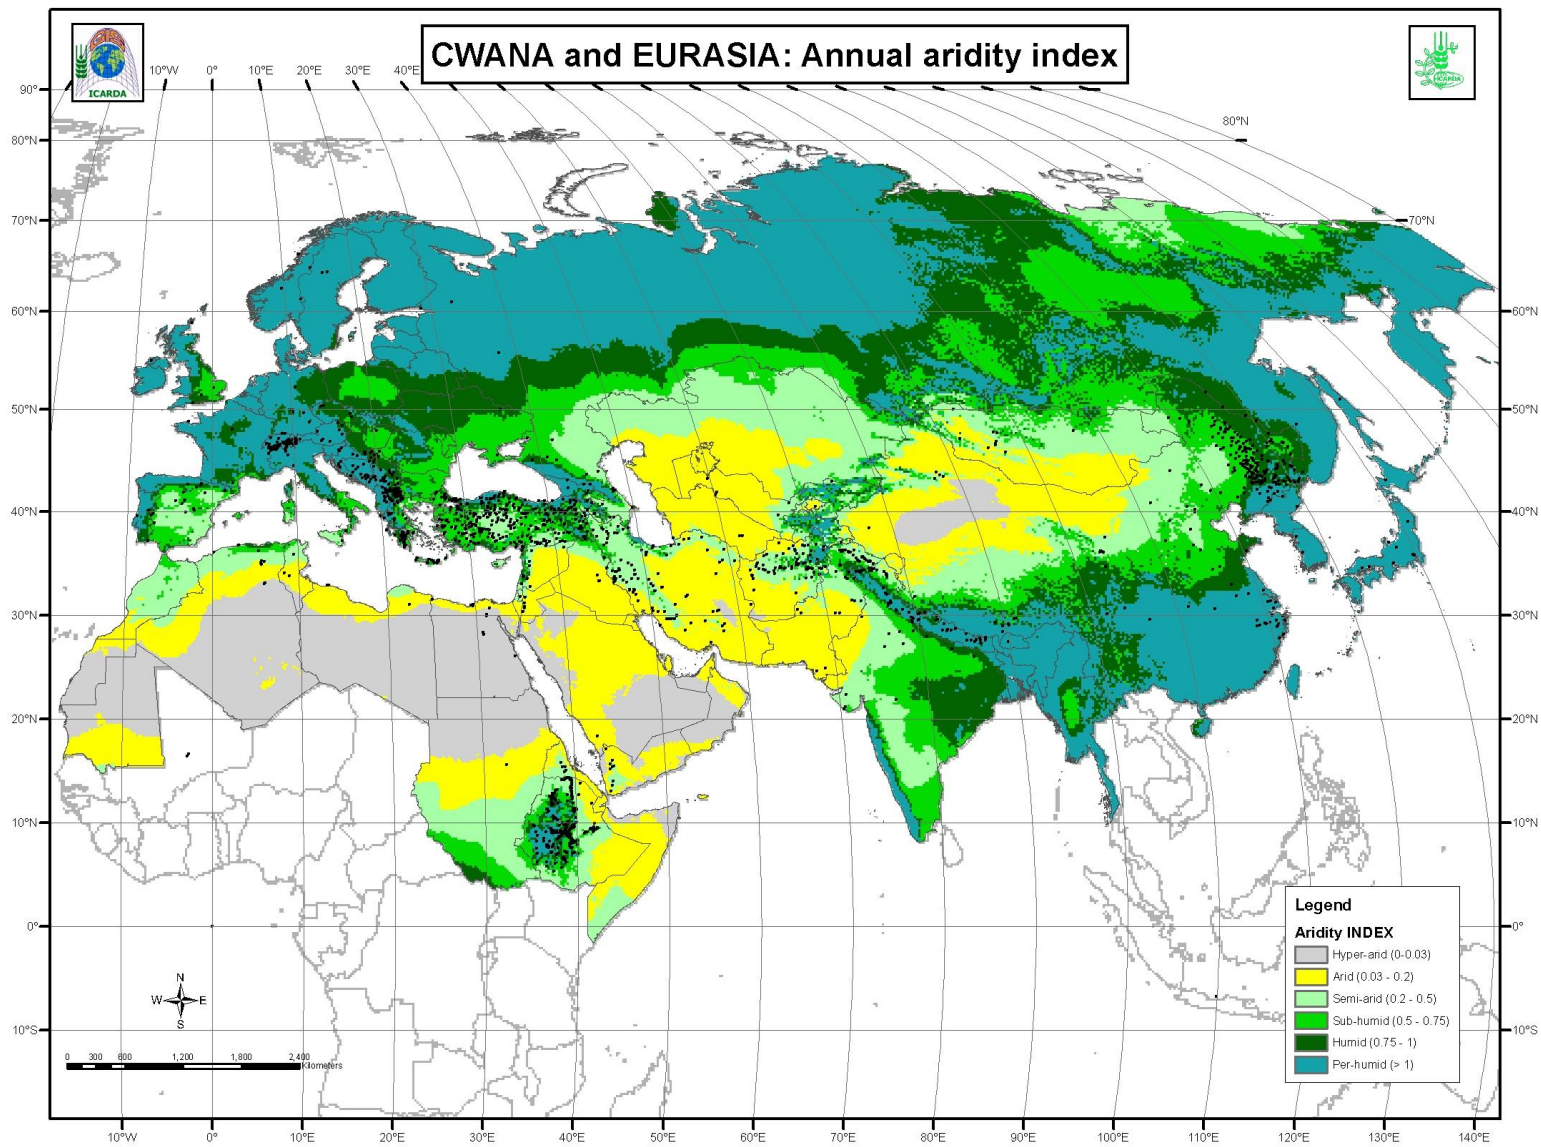 CWANA and EURASIA: Annual aridity index
ICARDA
ICARDA
10°W 0° 10°E 20°E 30°E 40°E
90°
80°N
80°N
70°N
70°N
60°N
60°N
50°N
50°N
40°N
40°N
30°N
30°N
20°N
20°N
10°N
10°N
0°
0°
10°S
10°S
Legend
Aridity INDEX
Hyper-arid (0-0.03)
Arid (0.03 - 0.2)
Semi-arid (0.2 - 0.5)
Sub-humid (0.5 - 0.75)
Humid (0.75 - 1)
Per-humid (> 1)
N
W E
S
0 300 600 1,200 1,800 2,400
Kilometers
10°W 0° 10°E 20°E 30°E 40°E 50°E 60°E 70°E 80°E 90°E 100°E 110°E 120°E 130°E 140°E